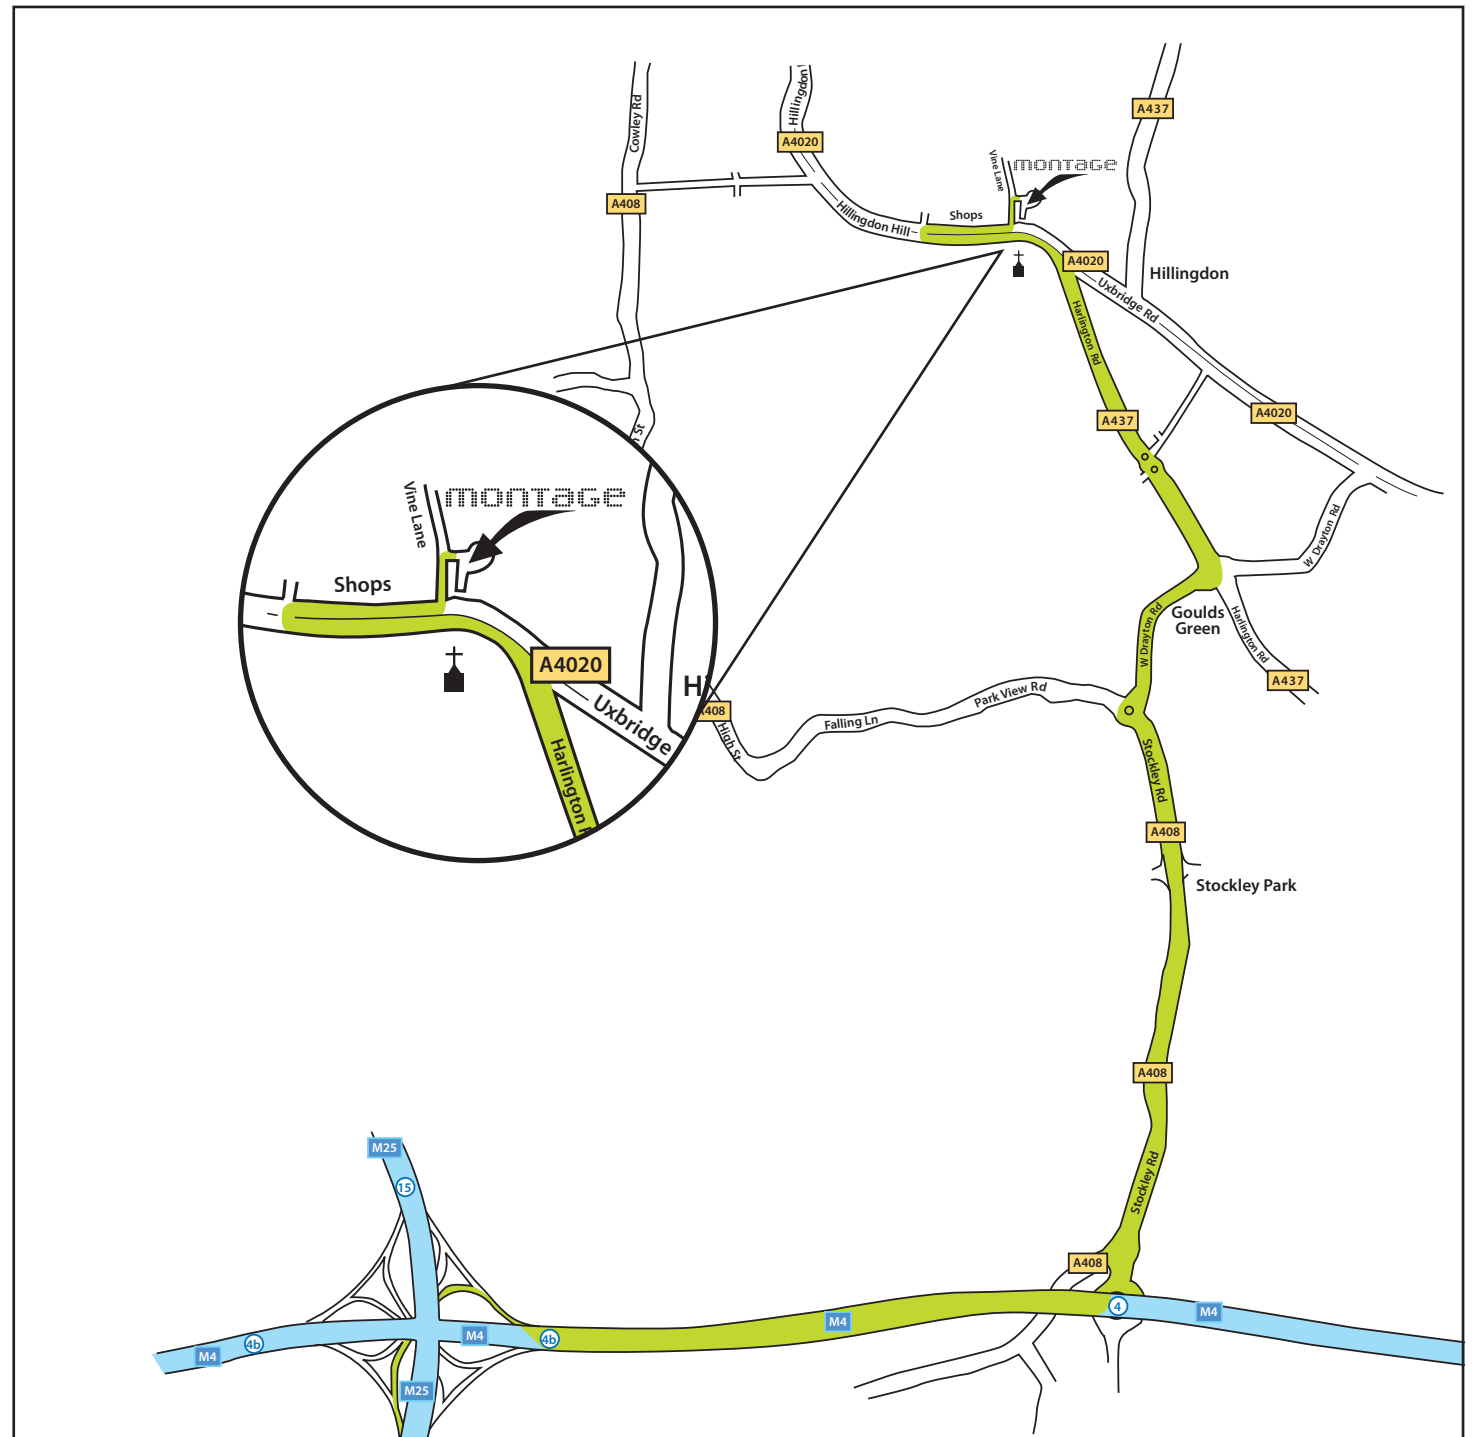 Cowley Rd
Hillingdon
A437
A4020
Vine Lane
montage
A408
Hillingdon Hill
Shops
A4020
Hillingdon
Uxbridge Rd
Harlington Rd
A437
A4020
St
Vine Lane
montage
Shops
A4020
Uxbridge
Harlington
W Drayton Rd
Goulds
Green
W Drayton Rd
Harlington Rd
A437
A408
High St
Falling Ln
Park View Rd
Stockley Rd
A408
Stockley Park
A408
Stockley Rd
M25
15
A408
4
M4
M4
M4
4b
4b
M4
M25